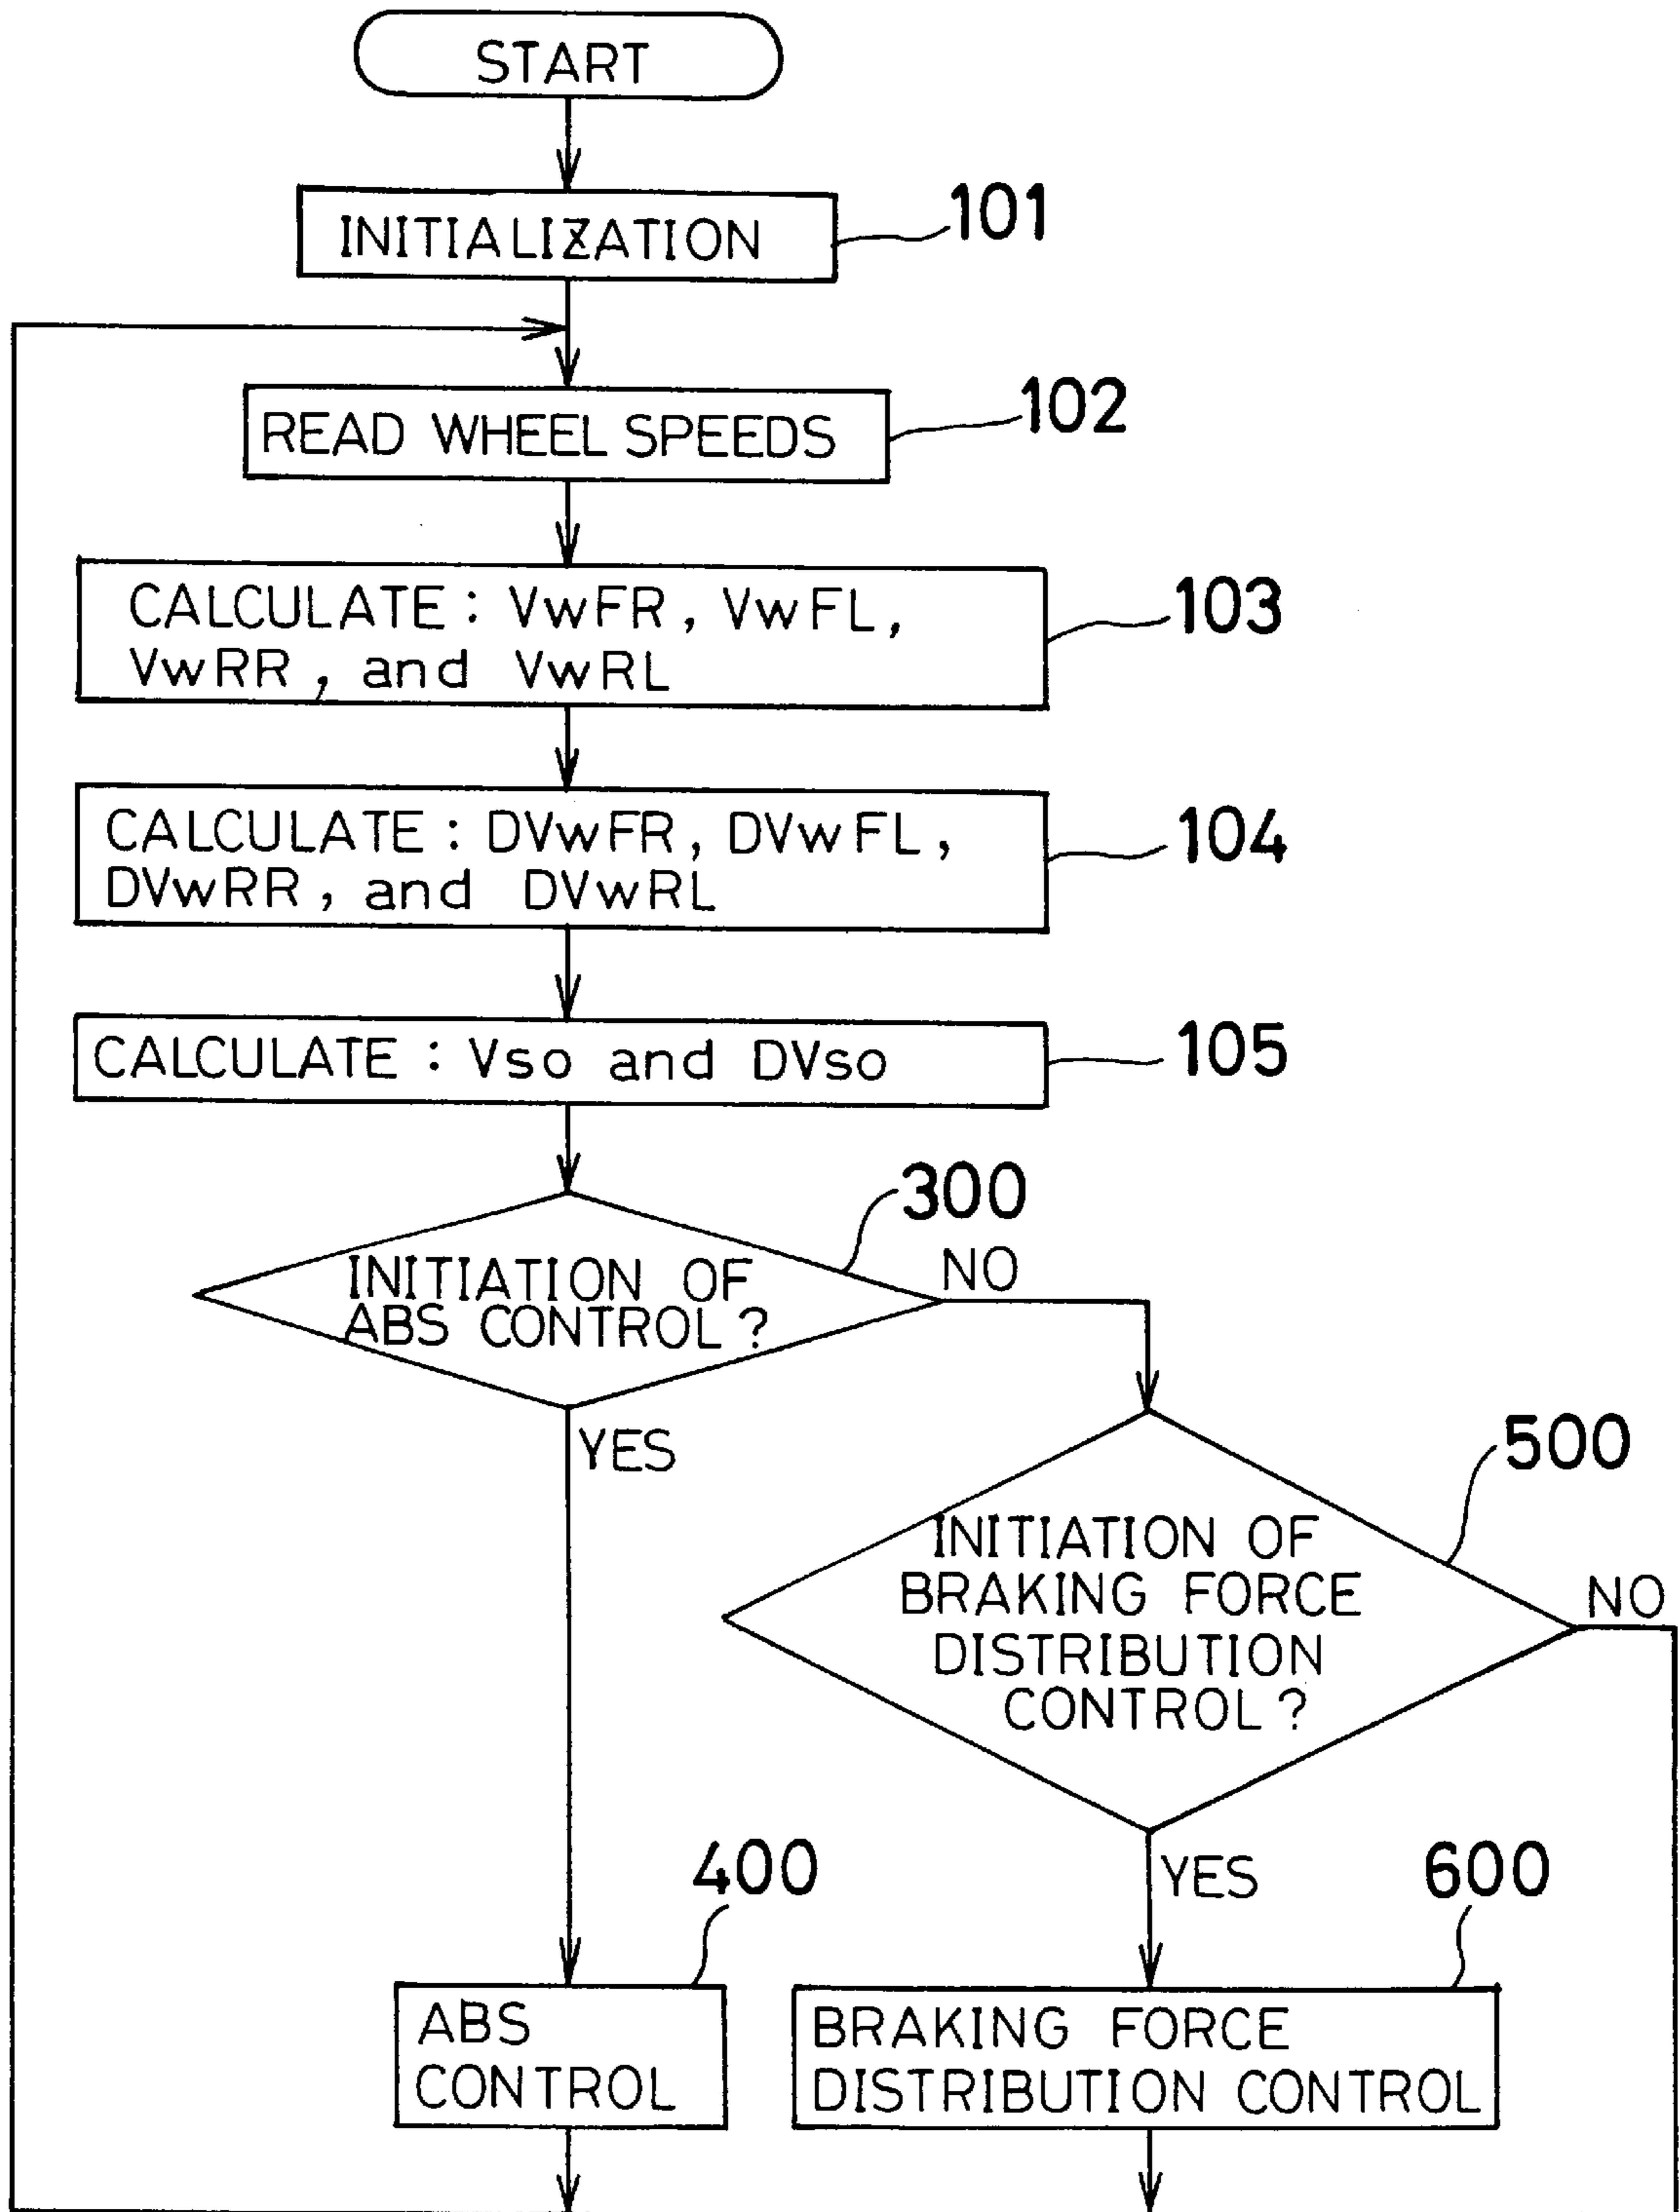 START
INITIALIZATION
101
READ WHEEL SPEEDS
102
CALCULATE : VwFR, VwFL,
VwRR, and VwRL
103
CALCULATE : DVwFR, DVwFL,
DVwRR, and DVwRL
104
CALCULATE : Vso and DVso
105
300
INITIATION OF
ABS CONTROL?
NO
YES
500
INITIATION OF
BRAKING FORCE
DISTRIBUTION
CONTROL?
NO
YES
400
600
ABS
CONTROL
BRAKING FORCE
DISTRIBUTION CONTROL